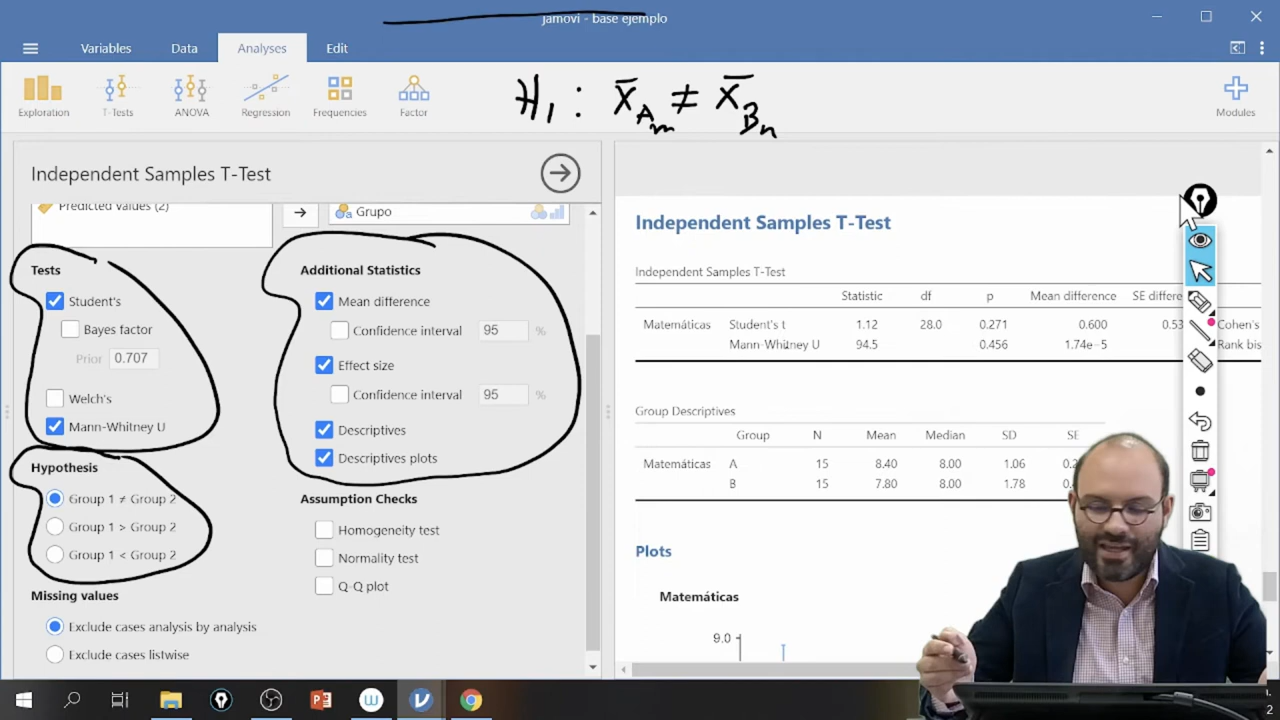 jamovi - base ejemplo
Variables Data Analyses Edit
Exploration T-Tests ANOVA Regression Frequencies Factor Modules
H₁ : X̄Aₘ ≠ X̄Bₙ
Independent Samples T-Test
Predicted Values (2)
Grupo
Tests
Student's
Bayes factor
Prior 0.707
Welch's
Mann-Whitney U
Hypothesis
Group 1 ≠ Group 2
Group 1 > Group 2
Group 1 < Group 2
Missing values
Exclude cases analysis by analysis
Exclude cases listwise
Additional Statistics
Mean difference
Confidence interval 95 %
Effect size
Confidence interval 95 %
Descriptives
Descriptives plots
Assumption Checks
Homogeneity test
Normality test
Q-Q plot
Independent Samples T-Test
Independent Samples T-Test
Statistic df p Mean difference SE
Matemáticas Student's t 1.12 28.0 0.271 0.600 Cohen's
Mann-Whitney U 94.5 0.456 1.74e−5 Rank
Group Descriptives
Group N Mean Median SD SE
Matemáticas A 15 8.40 8.00 1.06
B 15 7.80 8.00 1.78
Plots
Matemáticas
9.0